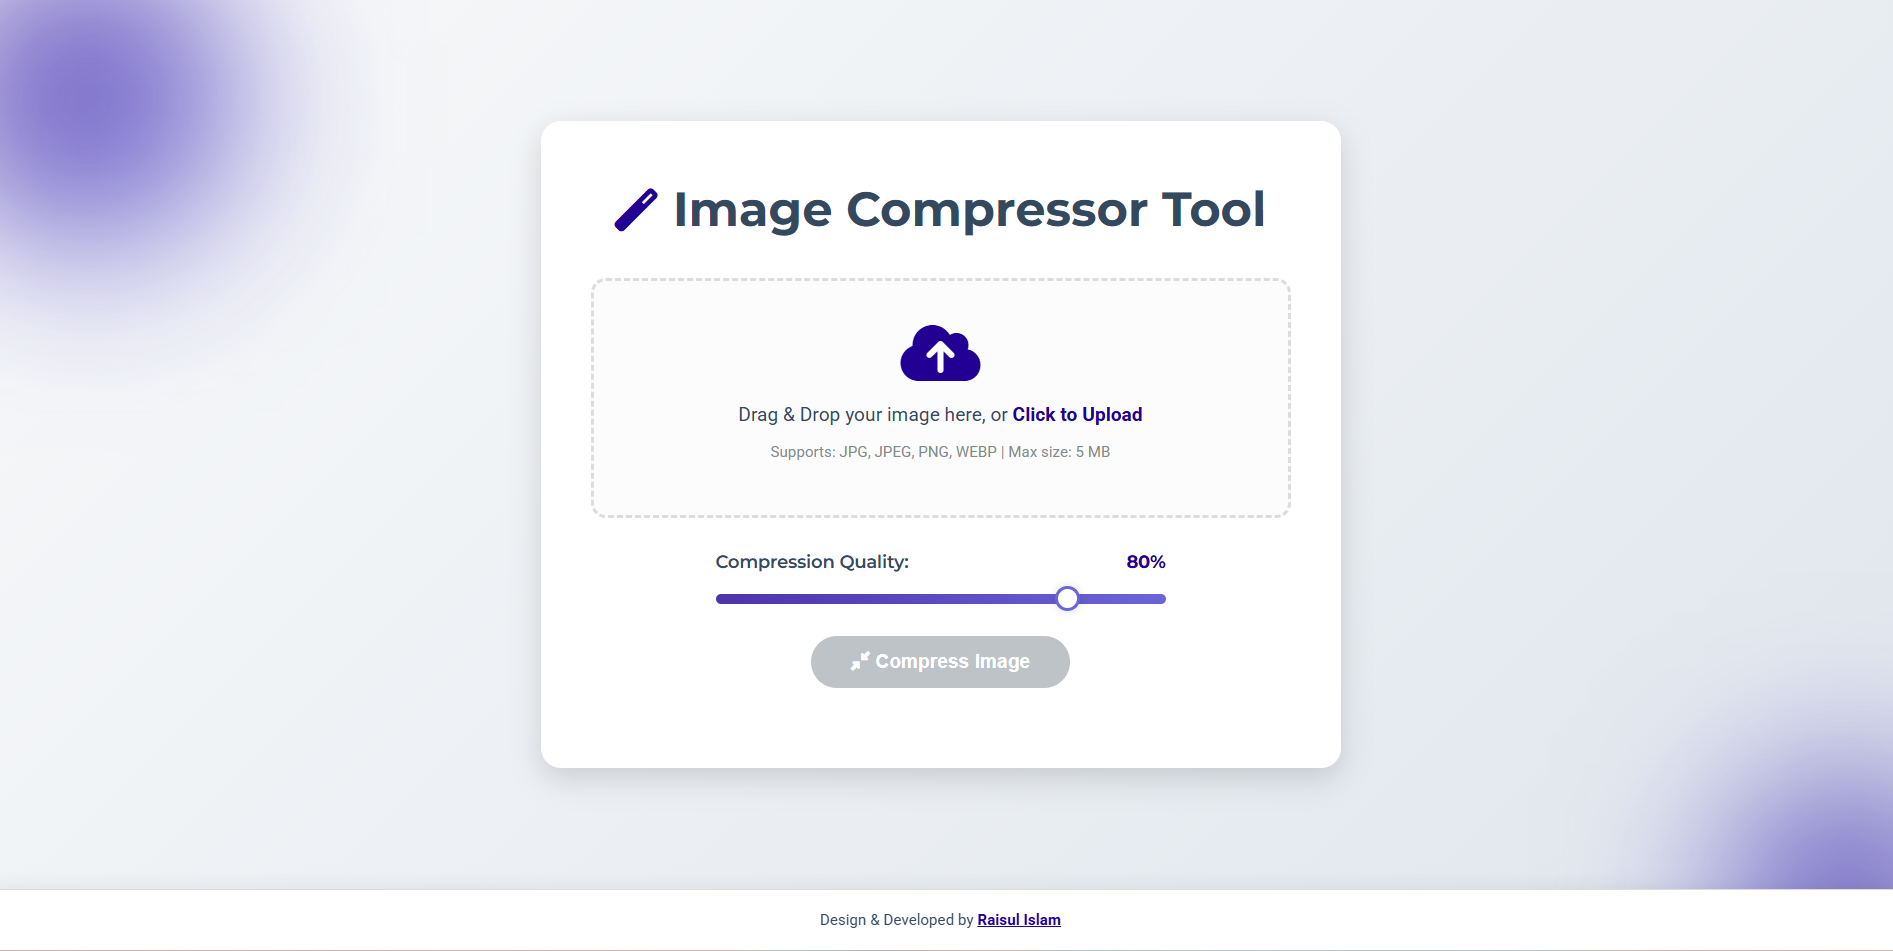 Image Compressor Tool
Drag & Drop your image here, or Click to Upload
Supports: JPG, JPEG, PNG, WEBP | Max size: 5 MB
Compression Quality: 80%
Compress Image
Design & Developed by Raisul Islam